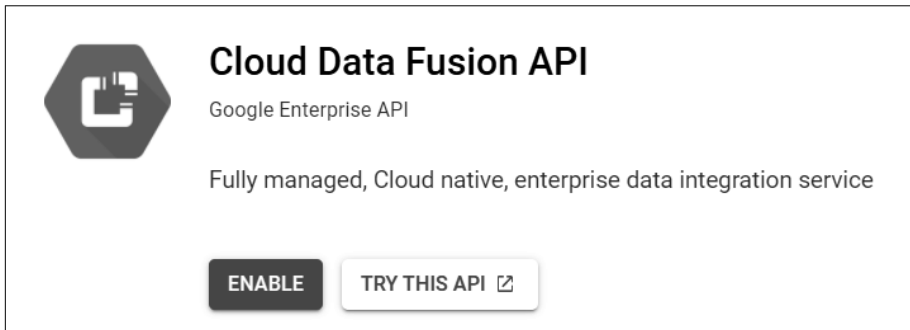 Cloud Data Fusion API
Google Enterprise API
Fully managed, Cloud native, enterprise data integration service
ENABLE
TRY THIS API